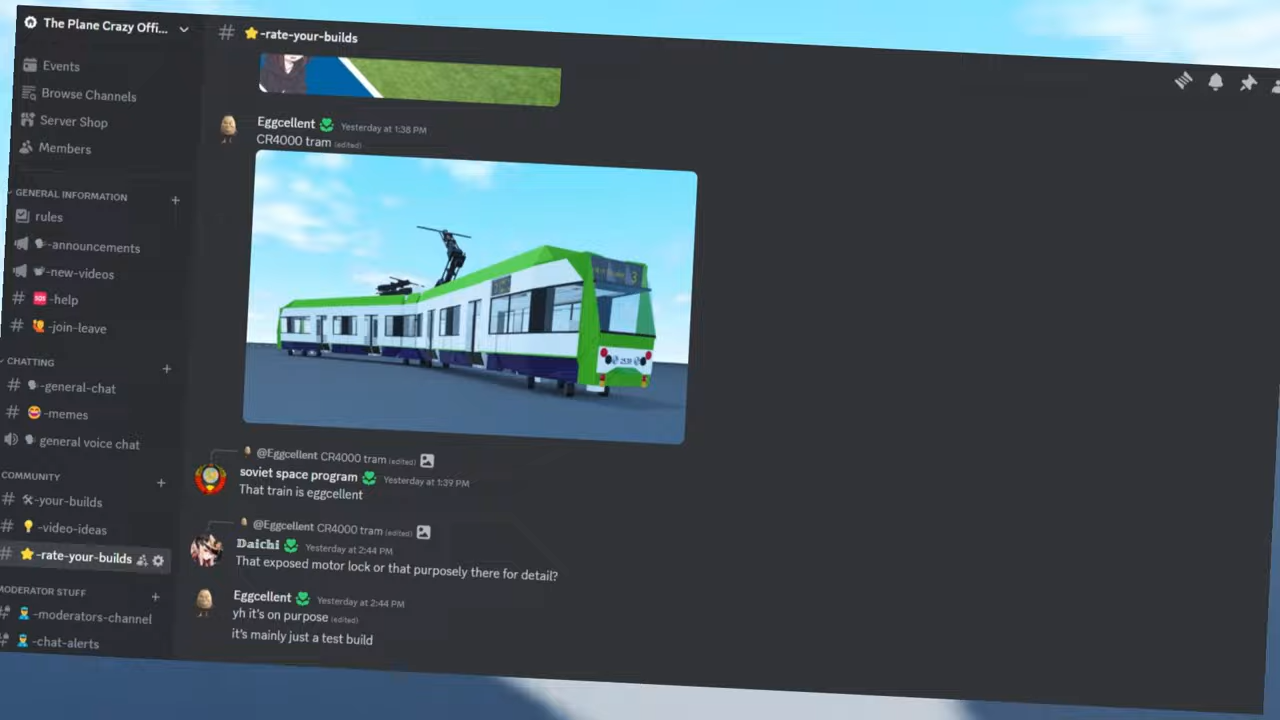 The Plane Crazy Offi...
Events
Browse Channels
Server Shop
Members
GENERAL INFORMATION
rules
-announcements
-new-videos
-help
-join-leave
CHATTING
-general-chat
-memes
general voice chat
COMMUNITY
-your-builds
-video-ideas
-rate-your-builds
MODERATOR STUFF
-moderators-channel
-chat-alerts
-rate-your-builds
Eggcellent Yesterday at 1:38 PM
CR4000 tram (edited)
3
2530
@Eggcellent CR4000 tram (edited)
soviet space program Yesterday at 1:39 PM
That train is eggcellent
@Eggcellent CR4000 tram (edited)
Daichi Yesterday at 2:44 PM
That exposed motor lock or that purposely there for detail?
Eggcellent Yesterday at 2:44 PM
yh it's on purpose (edited)
it's mainly just a test build